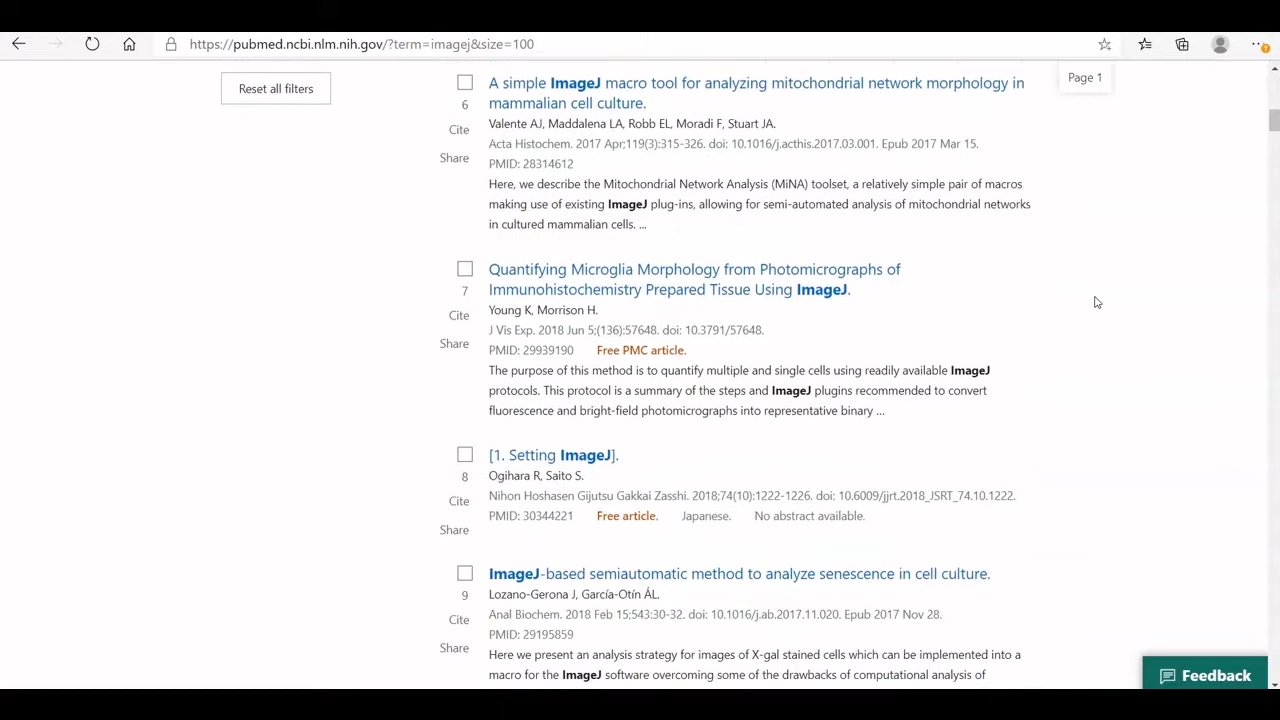 https://pubmed.ncbi.nlm.nih.gov/?term=imagej&size=100
Reset all filters
Page 1
A simple ImageJ macro tool for analyzing mitochondrial network morphology in
mammalian cell culture.
6
Cite
Share
Valente AJ, Maddalena LA, Robb EL, Moradi F, Stuart JA.
Acta Histochem. 2017 Apr;119(3):315-326. doi: 10.1016/j.acthis.2017.03.001. Epub 2017 Mar 15.
PMID: 28314612
Here, we describe the Mitochondrial Network Analysis (MiNA) toolset, a relatively simple pair of macros
making use of existing ImageJ plug-ins, allowing for semi-automated analysis of mitochondrial networks
in cultured mammalian cells. ...
Quantifying Microglia Morphology from Photomicrographs of
Immunohistochemistry Prepared Tissue Using ImageJ.
7
Cite
Share
Young K, Morrison H.
J Vis Exp. 2018 Jun 5;(136):57648. doi: 10.3791/57648.
PMID: 29939190 Free PMC article.
The purpose of this method is to quantify multiple and single cells using readily available ImageJ
protocols. This protocol is a summary of the steps and ImageJ plugins recommended to convert
fluorescence and bright-field photomicrographs into representative binary ...
[1. Setting ImageJ].
8
Cite
Share
Ogihara R, Saito S.
Nihon Hoshasen Gijutsu Gakkai Zasshi. 2018;74(10):1222-1226. doi: 10.6009/jjrt.2018_JSRT_74.10.1222.
PMID: 30344221 Free article. Japanese. No abstract available.
ImageJ-based semiautomatic method to analyze senescence in cell culture.
9
Cite
Share
Lozano-Gerona J, García-Otín ÁL.
Anal Biochem. 2018 Feb 15;543:30-32. doi: 10.1016/j.ab.2017.11.020. Epub 2017 Nov 28.
PMID: 29195859
Here we present an analysis strategy for images of X-gal stained cells which can be implemented into a
macro for the ImageJ software overcoming some of the drawbacks of computational analysis of
Feedback